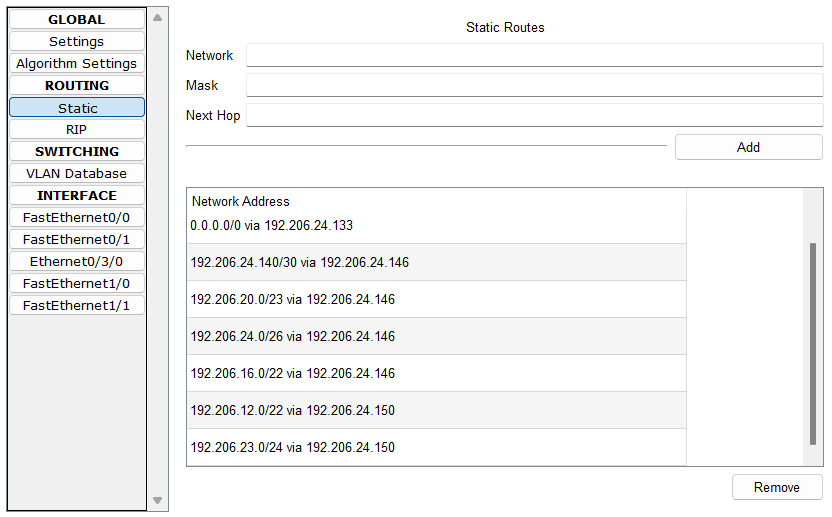 GLOBAL
Settings
Algorithm Settings
ROUTING
Static
RIP
SWITCHING
VLAN Database
INTERFACE
FastEthernet0/0
FastEthernet0/1
Ethernet0/3/0
FastEthernet1/0
FastEthernet1/1
Static Routes
Network
Mask
Next Hop
Add
Network Address
0.0.0.0/0 via 192.206.24.133
192.206.24.140/30 via 192.206.24.146
192.206.20.0/23 via 192.206.24.146
192.206.24.0/26 via 192.206.24.146
192.206.16.0/22 via 192.206.24.146
192.206.12.0/22 via 192.206.24.150
192.206.23.0/24 via 192.206.24.150
Remove